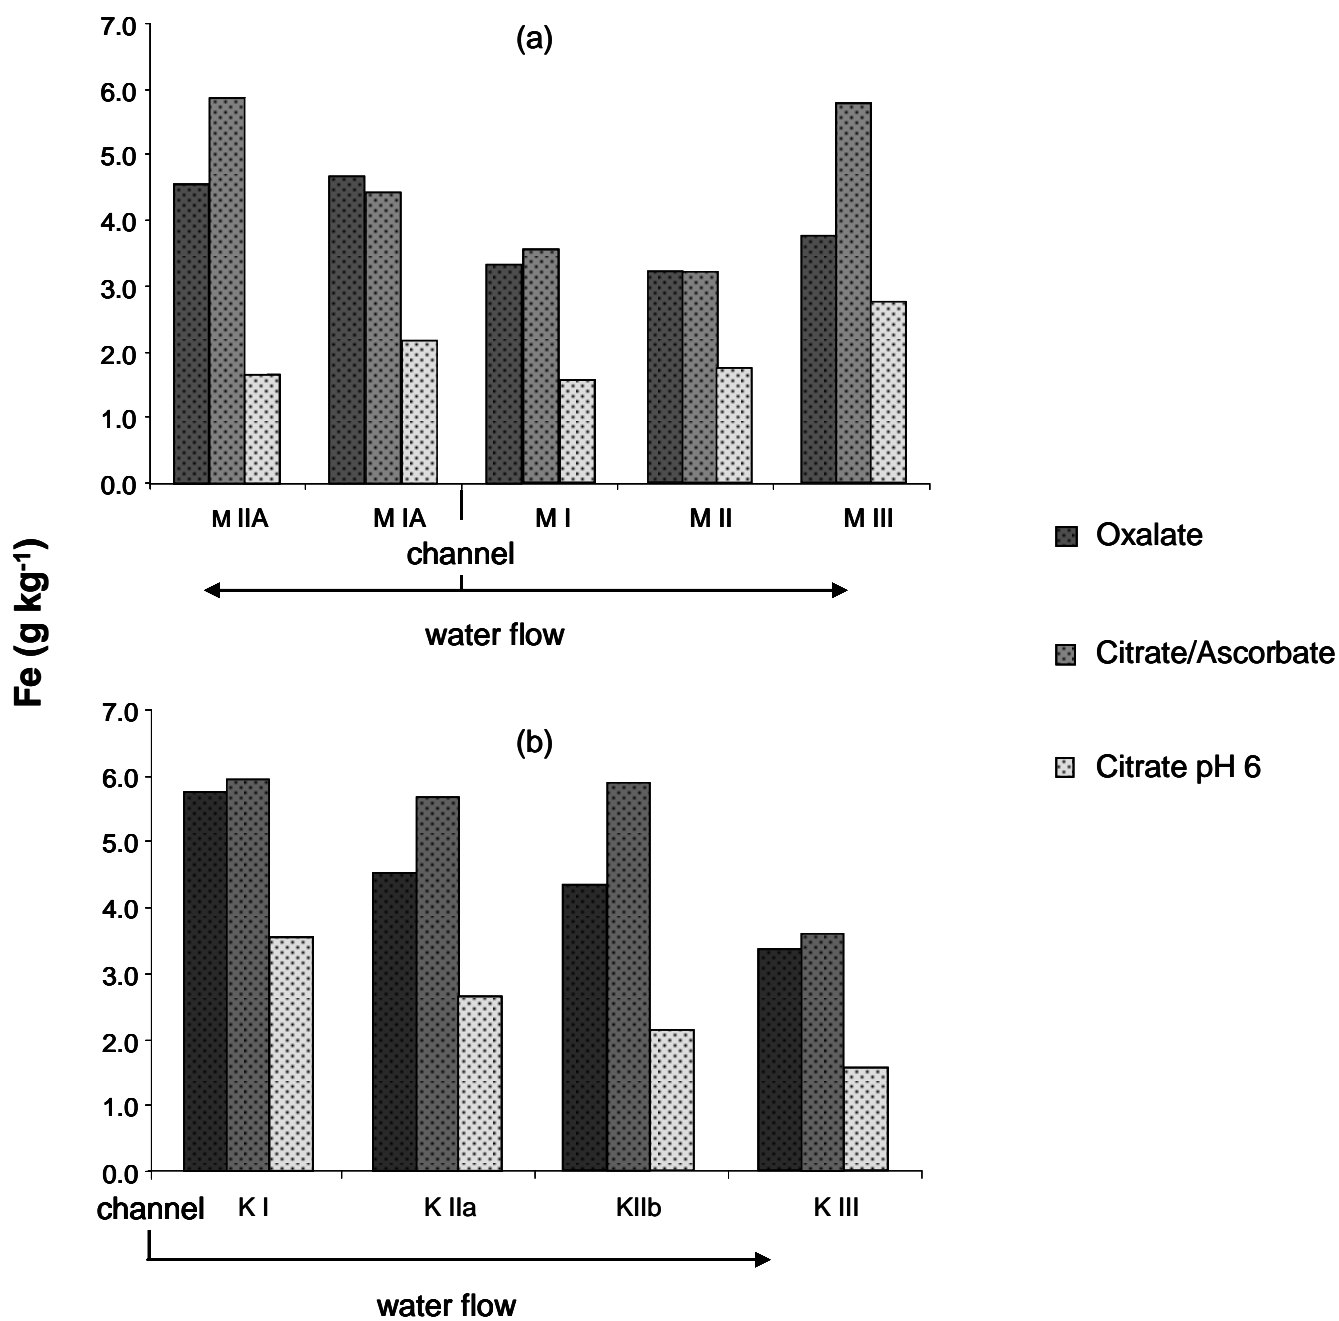 7.0
(a)
6.0
5.0
4.0
3.0
2.0
1.0
0.0
M IIA M IA M I M II M III
channel
water flow
Fe (g kg-1)
Oxalate
Citrate/Ascorbate
Citrate pH 6
7.0
(b)
6.0
5.0
4.0
3.0
2.0
1.0
0.0
channel K I K IIa KIIb K III
water flow